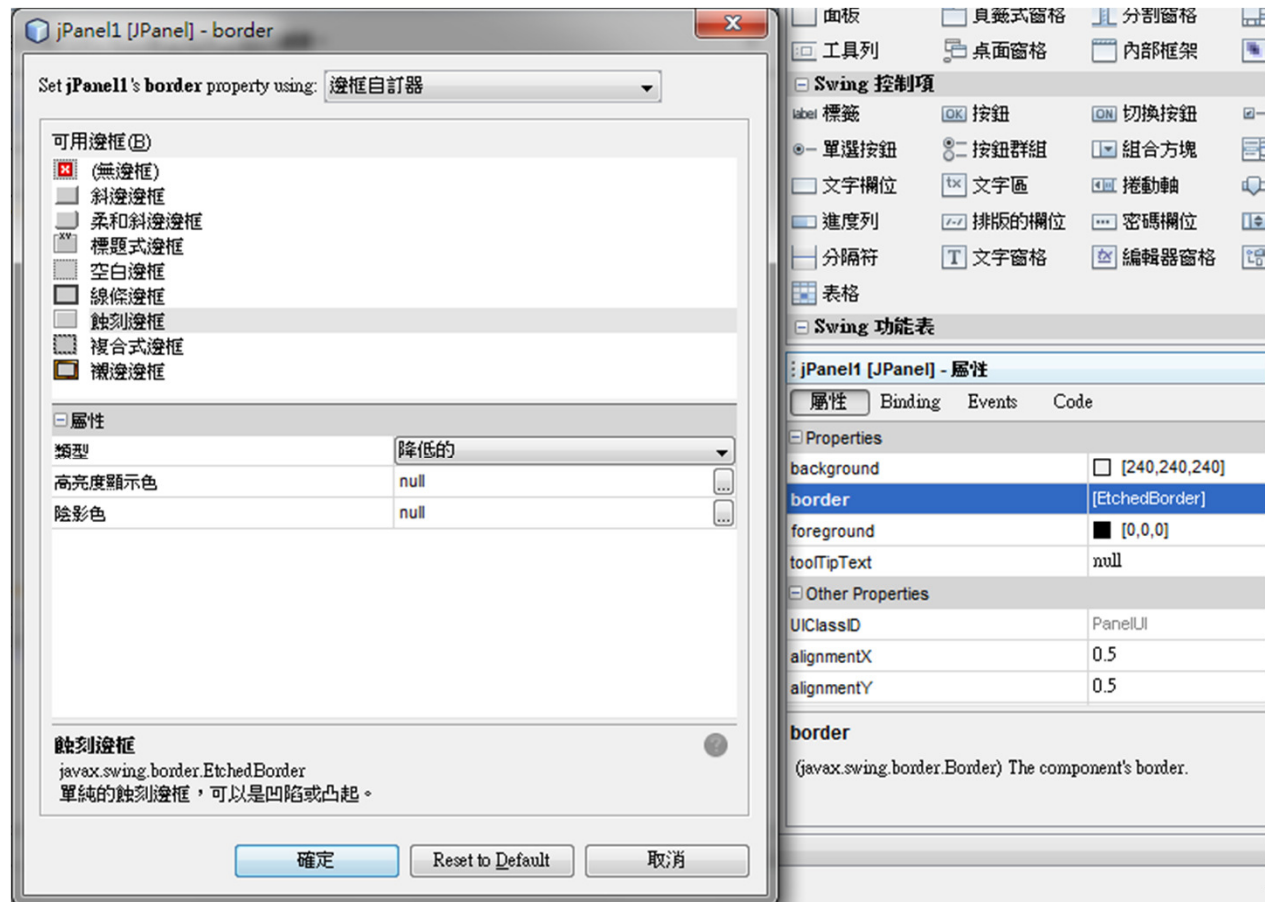 jPanel1 [JPanel] - border
Set jPanel1's border property using: 邊框自訂器
可用邊框(B)
(無邊框)
斜邊邊框
柔和斜邊邊框
標題式邊框
空白邊框
線條邊框
蝕刻邊框
複合式邊框
襯邊邊框
屬性
類型 降低的
高亮度顯示色 null ...
陰影色 null ...
蝕刻邊框
javax.swing.border.EtchedBorder
單純的蝕刻邊框，可以是凹陷或凸起。
確定 Reset to Default 取消
面板 頁籤式窗格 分割窗格
工具列 桌面窗格 內部框架
Swing 控制項
label 標籤 OK 按鈕 ON 切換按鈕
單選按鈕 按鈕群組 組合方塊
文字欄位 tx 文字區 捲動軸
進度列 排版的欄位 密碼欄位
分隔符 T 文字窗格 編輯器窗格
表格
Swing 功能表
jPanel1 [JPanel] - 屬性
屬性 Binding Events Code
Properties
background [240,240,240]
border [EtchedBorder]
foreground [0,0,0]
toolTipText null
Other Properties
UIClassID PanelUI
alignmentX 0.5
alignmentY 0.5
border
(javax.swing.border.Border) The component's border.